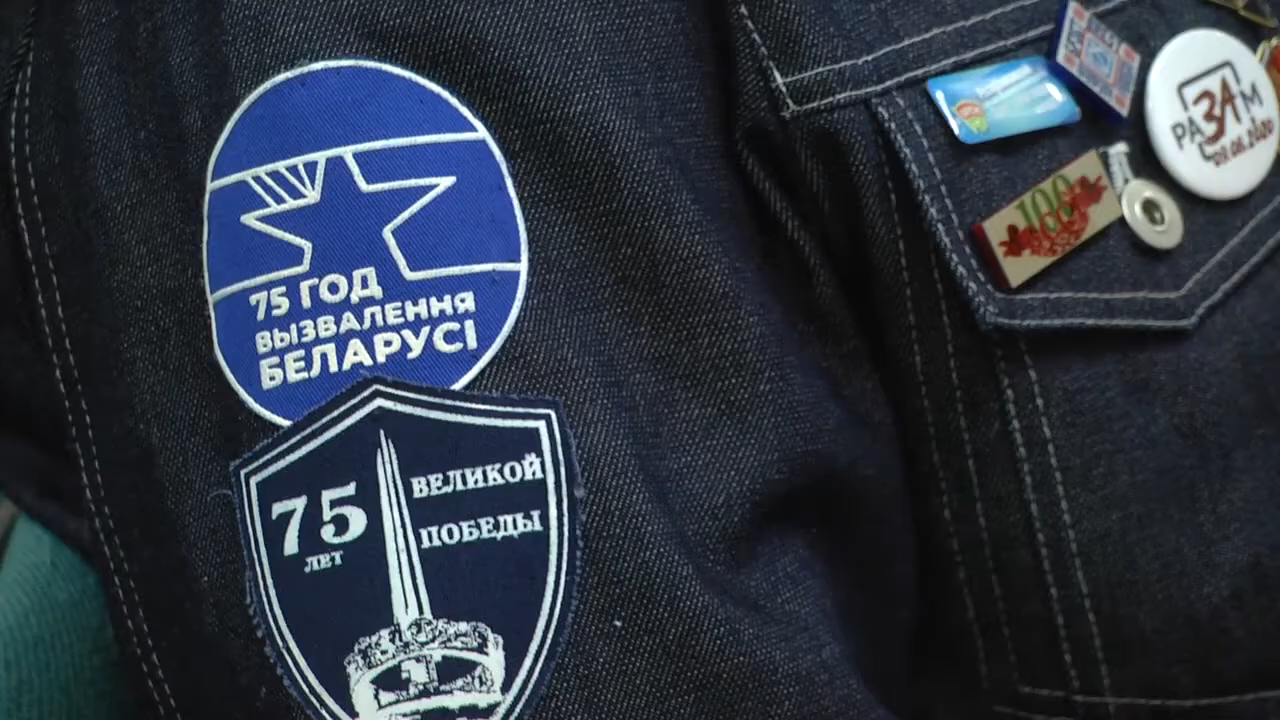 75 ГОД
ВЫЗВАЛЕННЯ
БЕЛАРУСІ
75
ЛЕТ
ВЕЛИКОЙ
ПОБЕДЫ
РАЗАМ
100